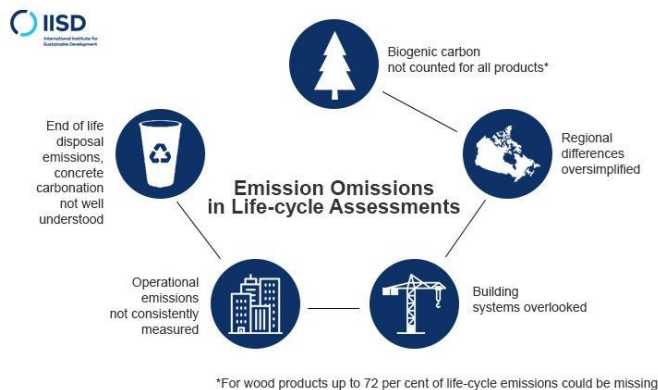 IISD
International Institute for
Sustainable Development
Biogenic carbon
not counted for all products*
End of life
disposal
emissions,
concrete
carbonation
not well
understood
Regional
differences
oversimplified
Emission Omissions
in Life-cycle Assessments
Operational
emissions
not consistently
measured
Building
systems overlooked
*For wood products up to 72 per cent of life-cycle emissions could be missing